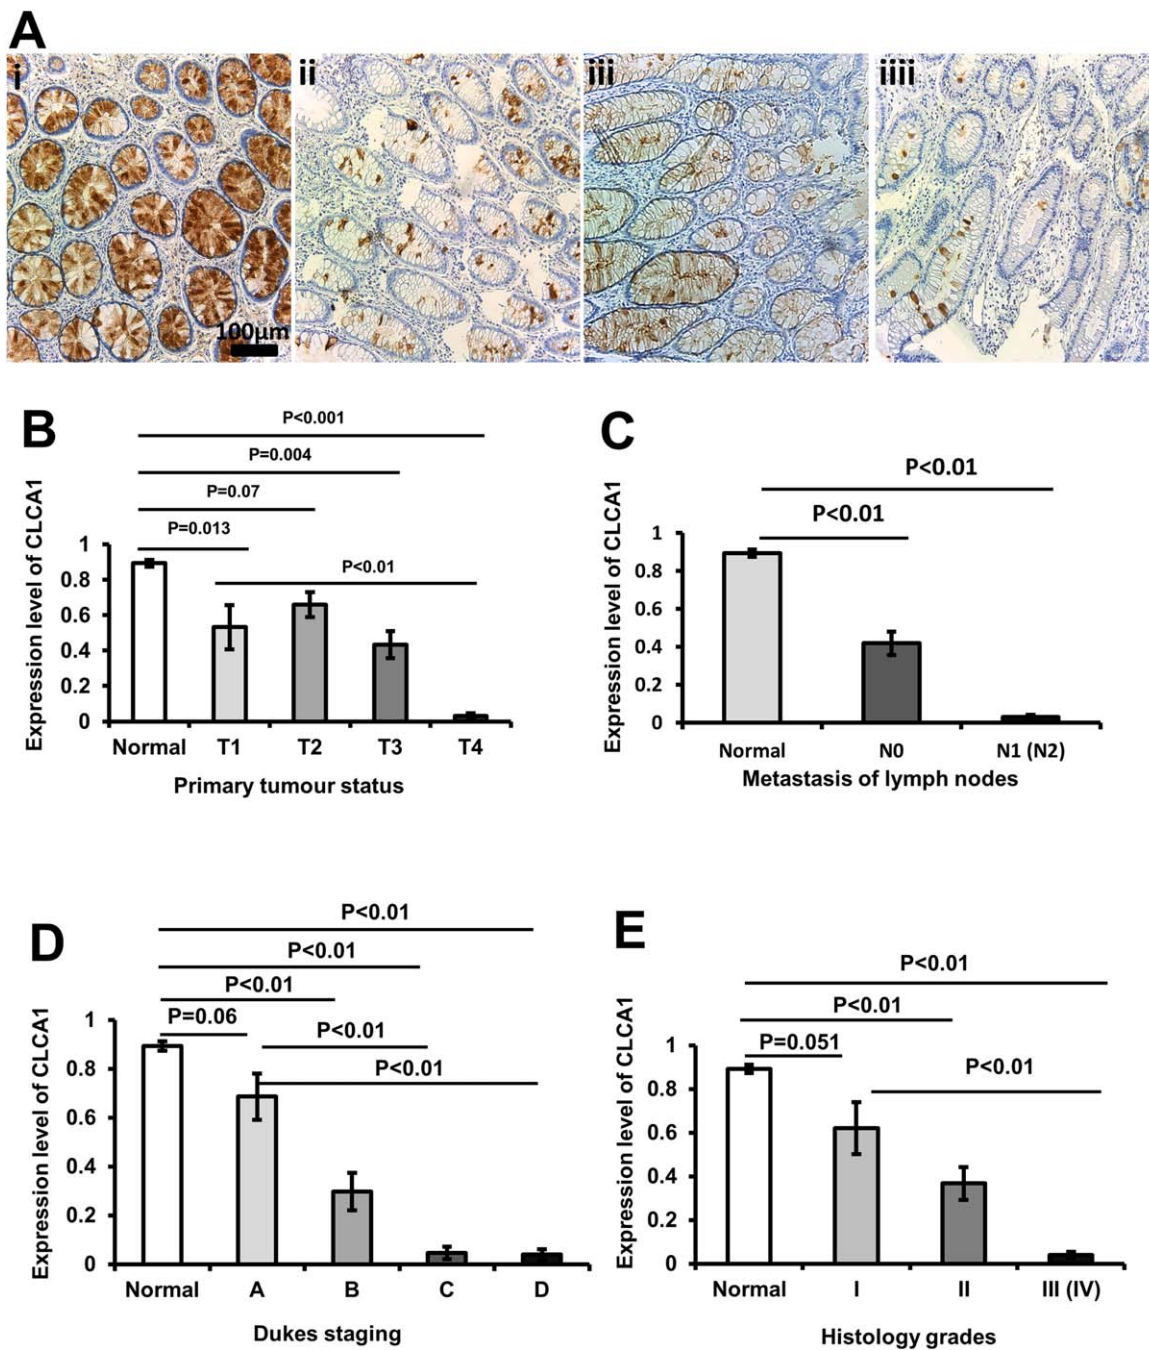 A
i
ii
iii
iiii
100µm
B
P<0.001
P=0.004
P=0.07
P=0.013
P<0.01
Expression level of CLCA1
1
0.8
0.6
0.4
0.2
0
Normal T1 T2 T3 T4
Primary tumour status
C
P<0.01
P<0.01
Expression level of CLCA1
1
0.8
0.6
0.4
0.2
0
Normal N0 N1 (N2)
Metastasis of lymph nodes
D
P<0.01
P<0.01
P<0.01
P=0.06
P<0.01
P<0.01
Expression level of CLCA1
1
0.8
0.6
0.4
0.2
0
Normal A B C D
Dukes staging
E
P<0.01
P<0.01
P=0.051
P<0.01
Expression level of CLCA1
1
0.8
0.6
0.4
0.2
0
Normal I II III (IV)
Histology grades